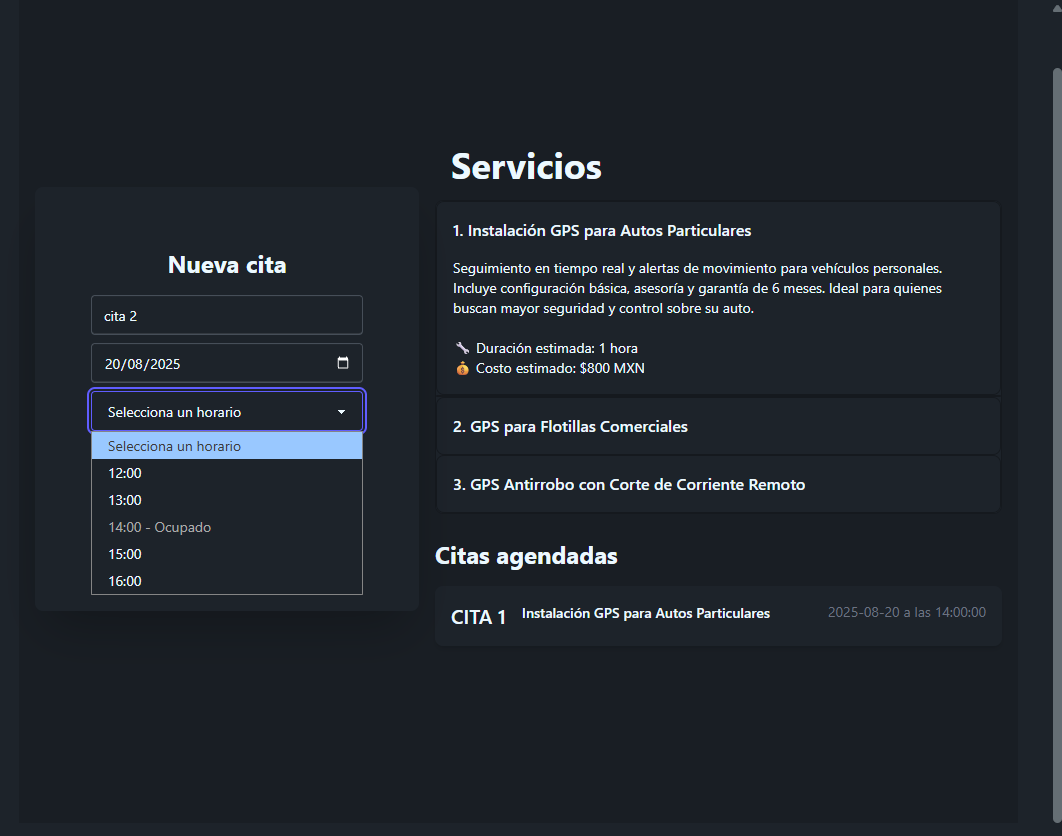 Nueva cita
cita 2
20/08/2025
Selecciona un horario
Selecciona un horario
12:00
13:00
14:00 - Ocupado
15:00
16:00
Servicios
1. Instalación GPS para Autos Particulares
Seguimiento en tiempo real y alertas de movimiento para vehículos personales.
Incluye configuración básica, asesoría y garantía de 6 meses. Ideal para quienes
buscan mayor seguridad y control sobre su auto.
🔧 Duración estimada: 1 hora
💰 Costo estimado: $800 MXN
2. GPS para Flotillas Comerciales
3. GPS Antirrobo con Corte de Corriente Remoto
Citas agendadas
CITA 1 Instalación GPS para Autos Particulares 2025-08-20 a las 14:00:00